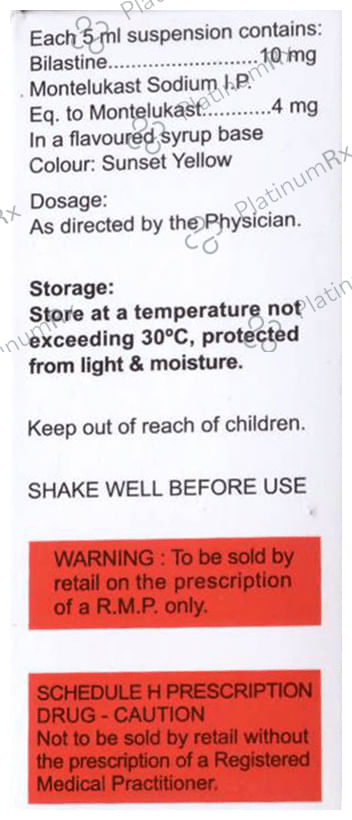 Each 5 ml suspension contains:
Bilastine..........................10 mg
Montelukast Sodium I.P.
Eq. to Montelukast............4 mg
In a flavoured syrup base
Colour: Sunset Yellow
Dosage:
As directed by the Physician.
Storage:
Store at a temperature not
exceeding 30ºC, protected
from light & moisture.
Keep out of reach of children.
SHAKE WELL BEFORE USE
WARNING : To be sold by
retail on the prescription
of a R.M.P. only.
SCHEDULE H PRESCRIPTION
DRUG - CAUTION
Not to be sold by retail without
the prescription of a Registered
Medical Practitioner.
PlatinumRx
PlatinumRx